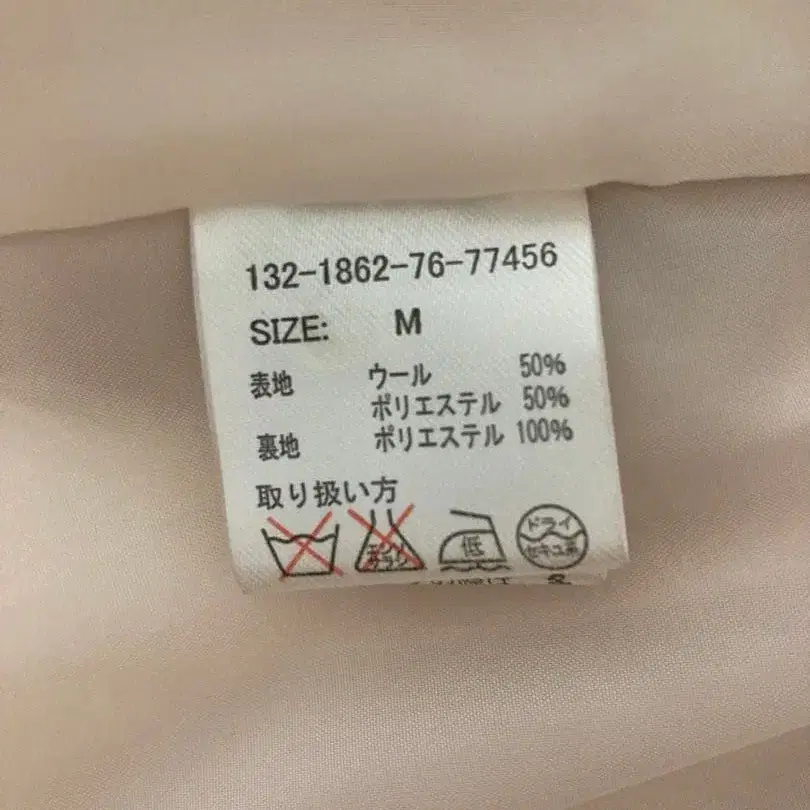 132-1862-76-77456
SIZE: M
表地 ウール 50%
ポリエステル 50%
裏地 ポリエステル 100%
取り扱い方
低 ドライ
セキユ系